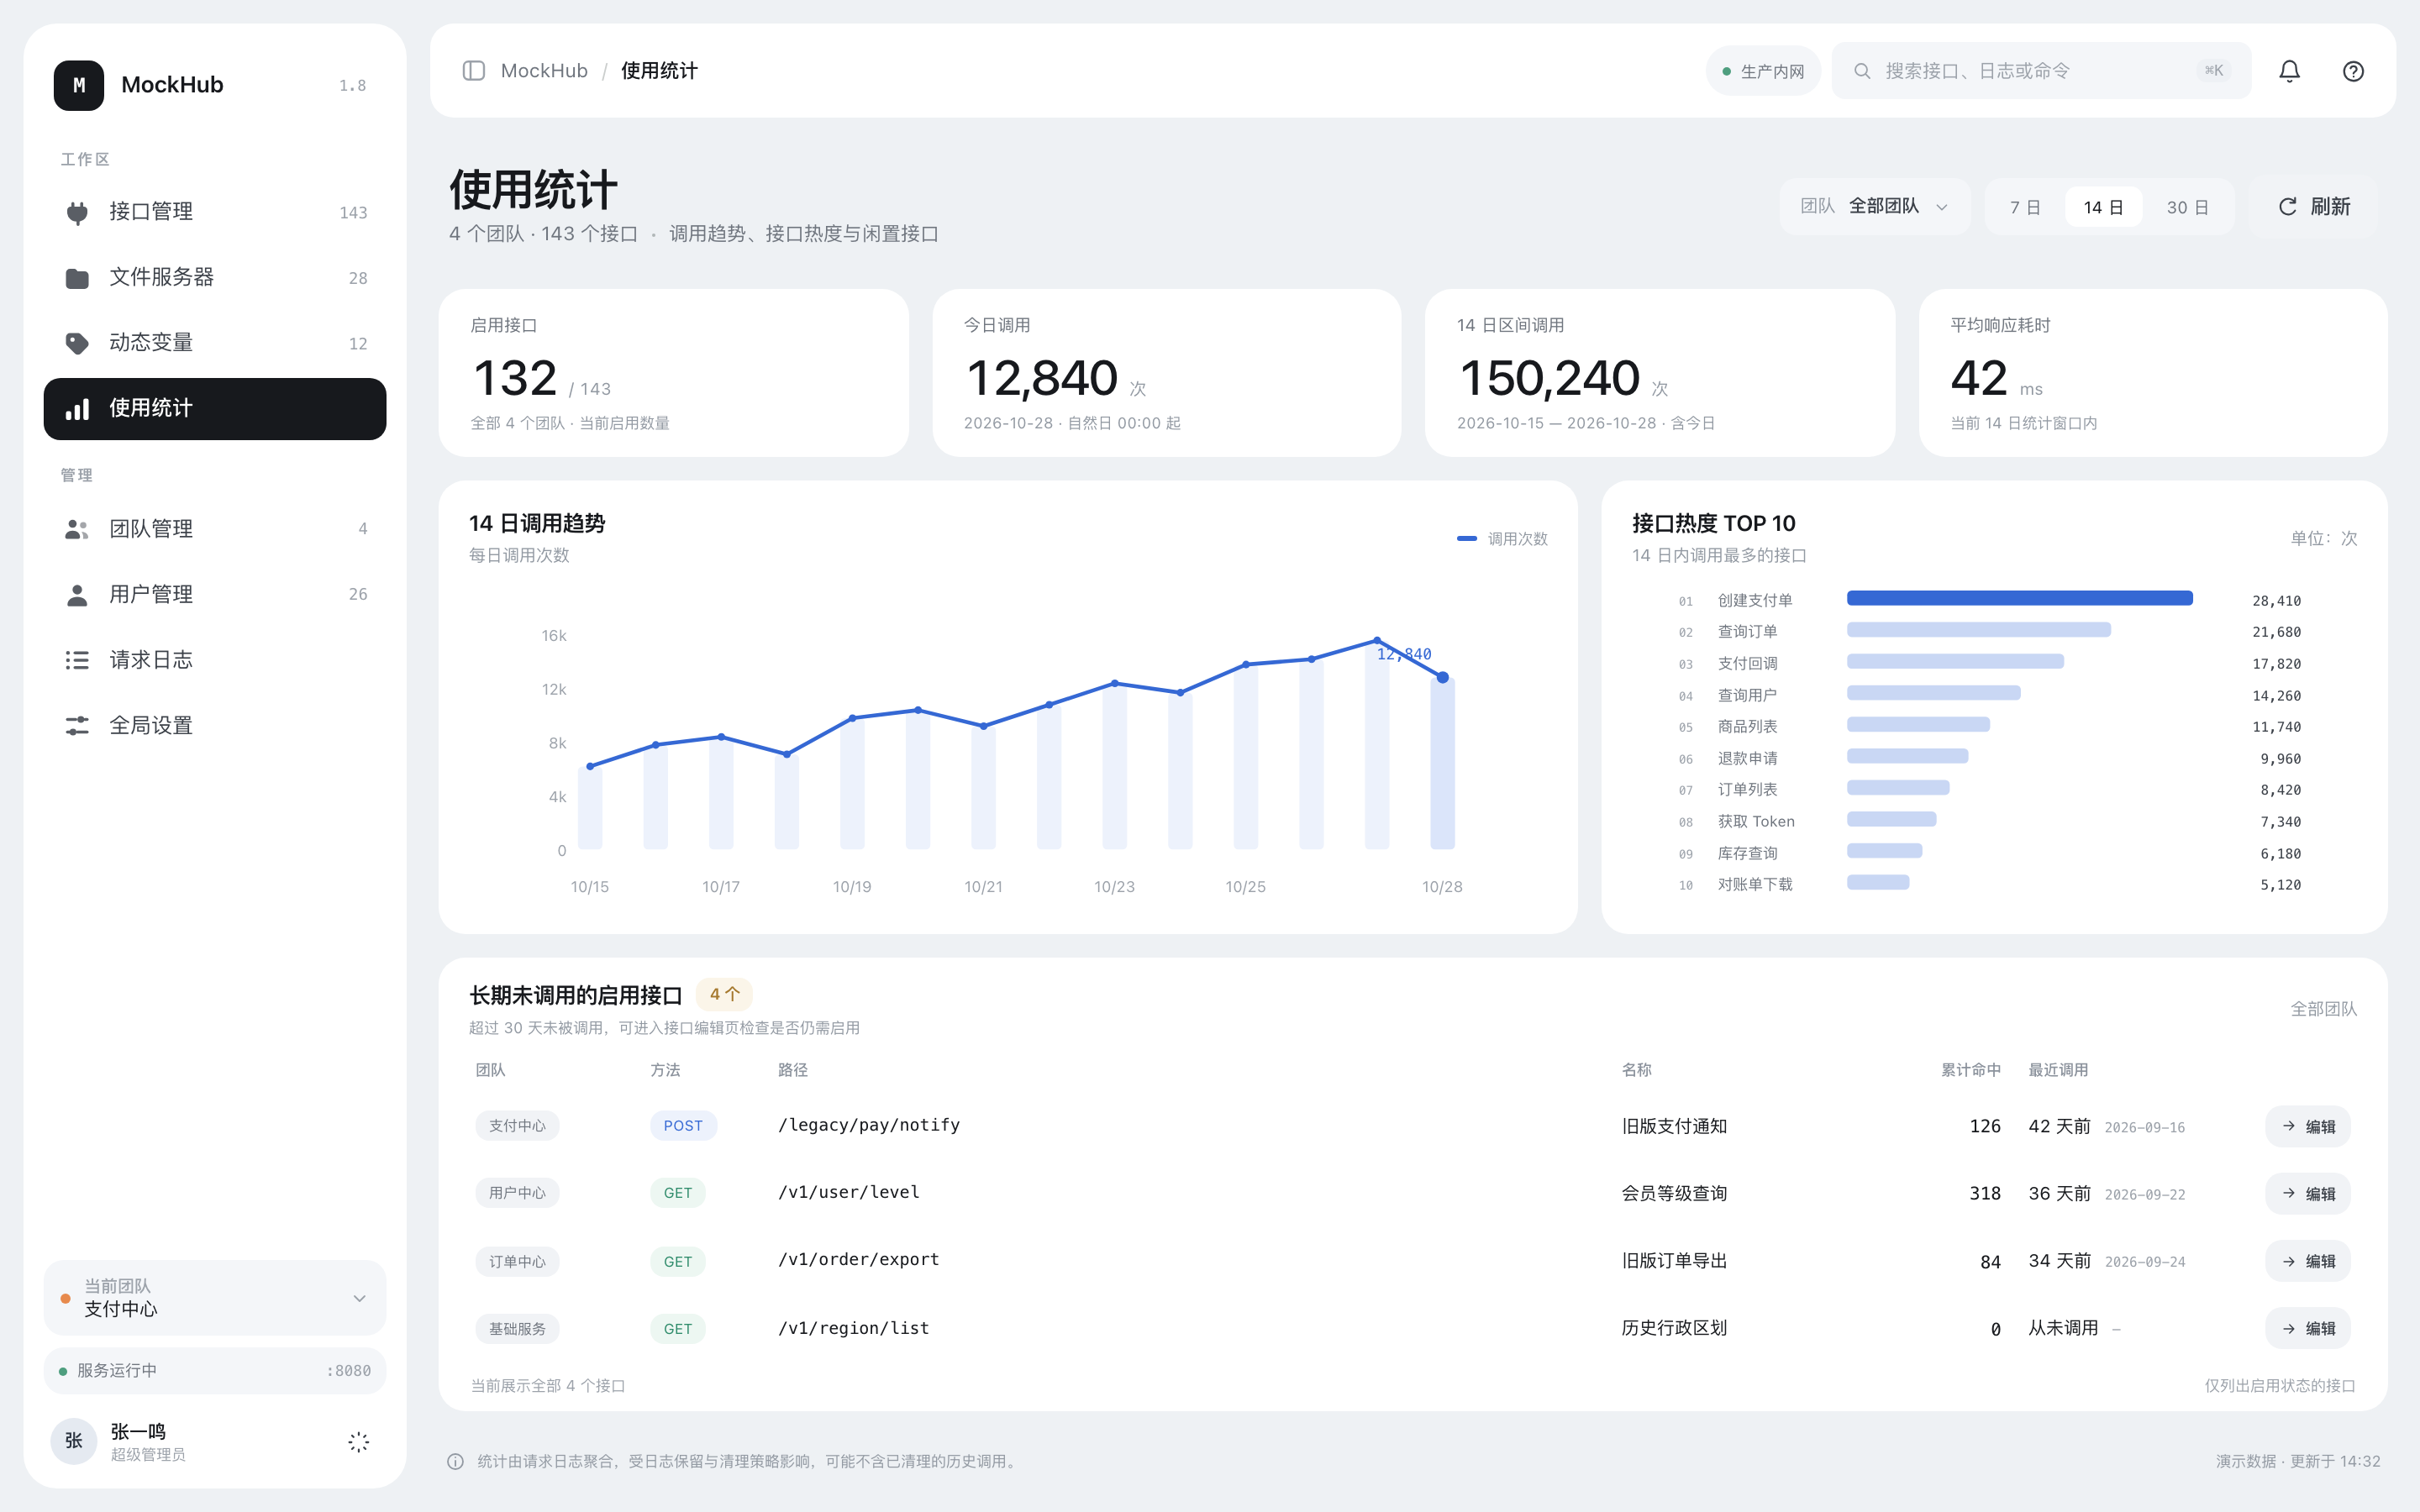 M MockHub 1.8
工作区
接口管理 143
文件服务器 28
动态变量 12
使用统计
管理
团队管理 4
用户管理 26
请求日志
全局设置
当前团队
支付中心
服务运行中 :8080
张 张一鸣
超级管理员
MockHub / 使用统计
生产内网
搜索接口、日志或命令 ⌘K
使用统计
4 个团队 · 143 个接口 · 调用趋势、接口热度与闲置接口
团队 全部团队
7 日 14 日 30 日
刷新
启用接口
132 / 143
全部 4 个团队 · 当前启用数量
今日调用
12,840 次
2026-10-28 · 自然日 00:00 起
14 日区间调用
150,240 次
2026-10-15 — 2026-10-28 · 含今日
平均响应耗时
42 ms
当前 14 日统计窗口内
14 日调用趋势
每日调用次数
调用次数
16k
12k
8k
4k
0
12,840
10/15 10/17 10/19 10/21 10/23 10/25 10/28
接口热度 TOP 10
14 日内调用最多的接口
单位：次
01 创建支付单 28,410
02 查询订单 21,680
03 支付回调 17,820
04 查询用户 14,260
05 商品列表 11,740
06 退款申请 9,960
07 订单列表 8,420
08 获取 Token 7,340
09 库存查询 6,180
10 对账单下载 5,120
长期未调用的启用接口 4 个
超过 30 天未被调用，可进入接口编辑页检查是否仍需启用
全部团队
团队 方法 路径 名称 累计命中 最近调用
支付中心 POST /legacy/pay/notify 旧版支付通知 126 42 天前 2026-09-16 → 编辑
用户中心 GET /v1/user/level 会员等级查询 318 36 天前 2026-09-22 → 编辑
订单中心 GET /v1/order/export 旧版订单导出 84 34 天前 2026-09-24 → 编辑
基础服务 GET /v1/region/list 历史行政区划 0 从未调用 – → 编辑
当前展示全部 4 个接口
仅列出启用状态的接口
统计由请求日志聚合，受日志保留与清理策略影响，可能不含已清理的历史调用。
演示数据 · 更新于 14:32